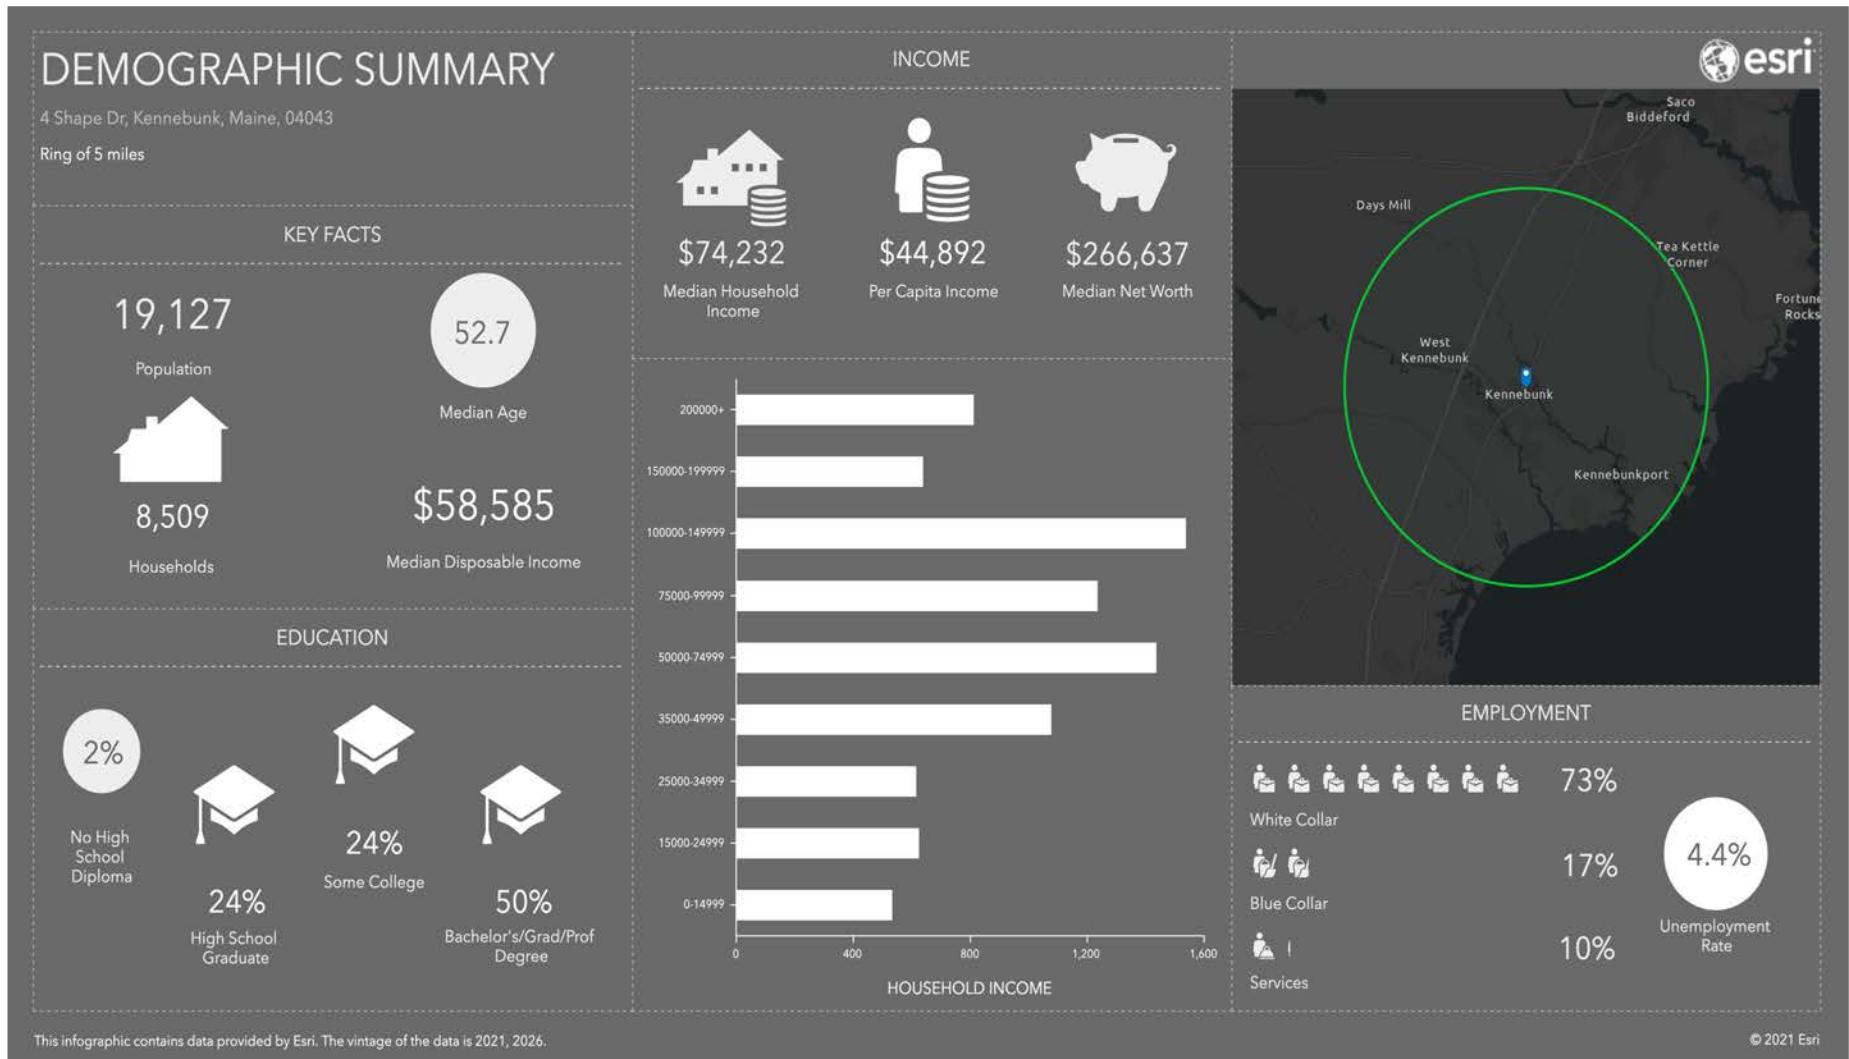 DEMOGRAPHIC SUMMARY
4 Shape Dr, Kennebunk, Maine, 04043
Ring of 5 miles
KEY FACTS
19,127
Population
52.7
Median Age
8,509
Households
$58,585
Median Disposable Income
EDUCATION
2%
No High
School
Diploma
24%
High School
Graduate
24%
Some College
50%
Bachelor's/Grad/Prof
Degree
INCOME
$74,232
Median Household
Income
$44,892
Per Capita Income
$266,637
Median Net Worth
200000+
150000-199999
100000-149999
75000-99999
50000-74999
35000-49999
25000-34999
15000-24999
0-14999
0
400
800
1,200
1,600
HOUSEHOLD INCOME
esri
Saco
Biddeford
Days Mill
Tea Kettle
Corner
Fortune
Rocks
West
Kennebunk
Kennebunk
Kennebunkport
EMPLOYMENT
73%
White Collar
17%
Blue Collar
10%
Services
4.4%
Unemployment
Rate
This infographic contains data provided by Esri. The vintage of the data is 2021, 2026.
© 2021 Esri